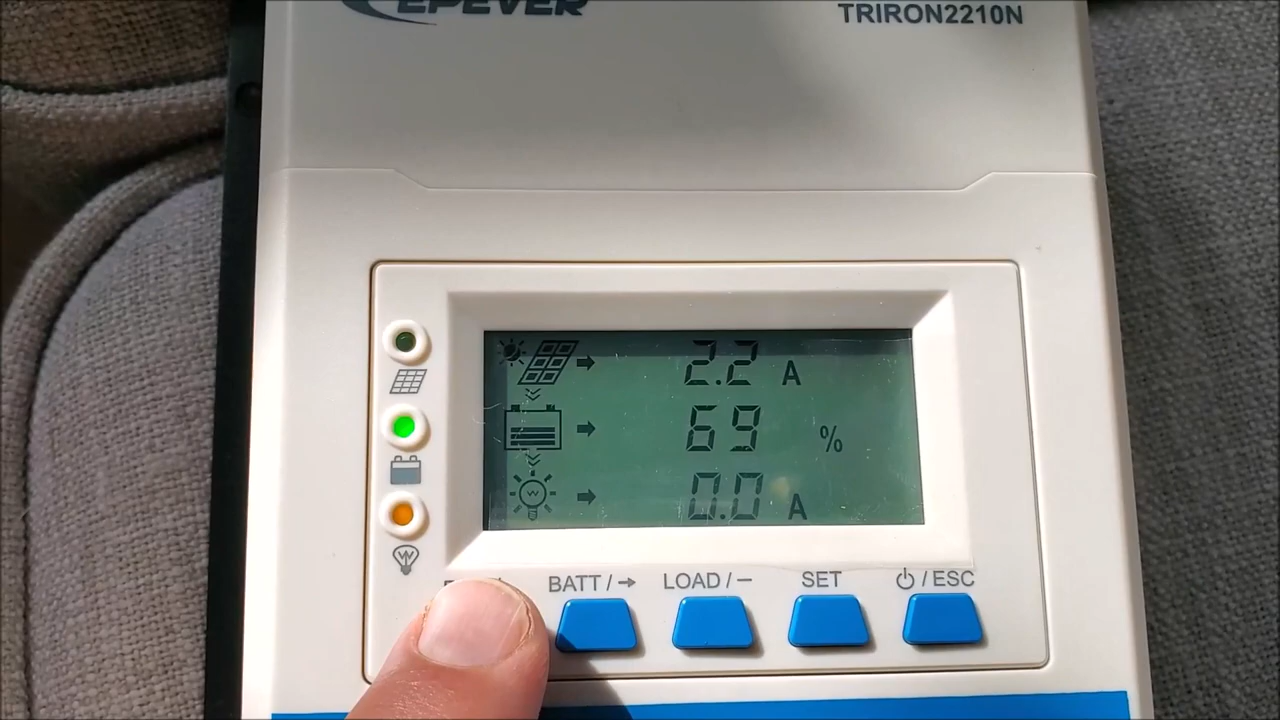 EPEVER
TRIRON2210N
2.2 A
69 %
0.0 A
BATT / → LOAD / − SET ⏻ / ESC